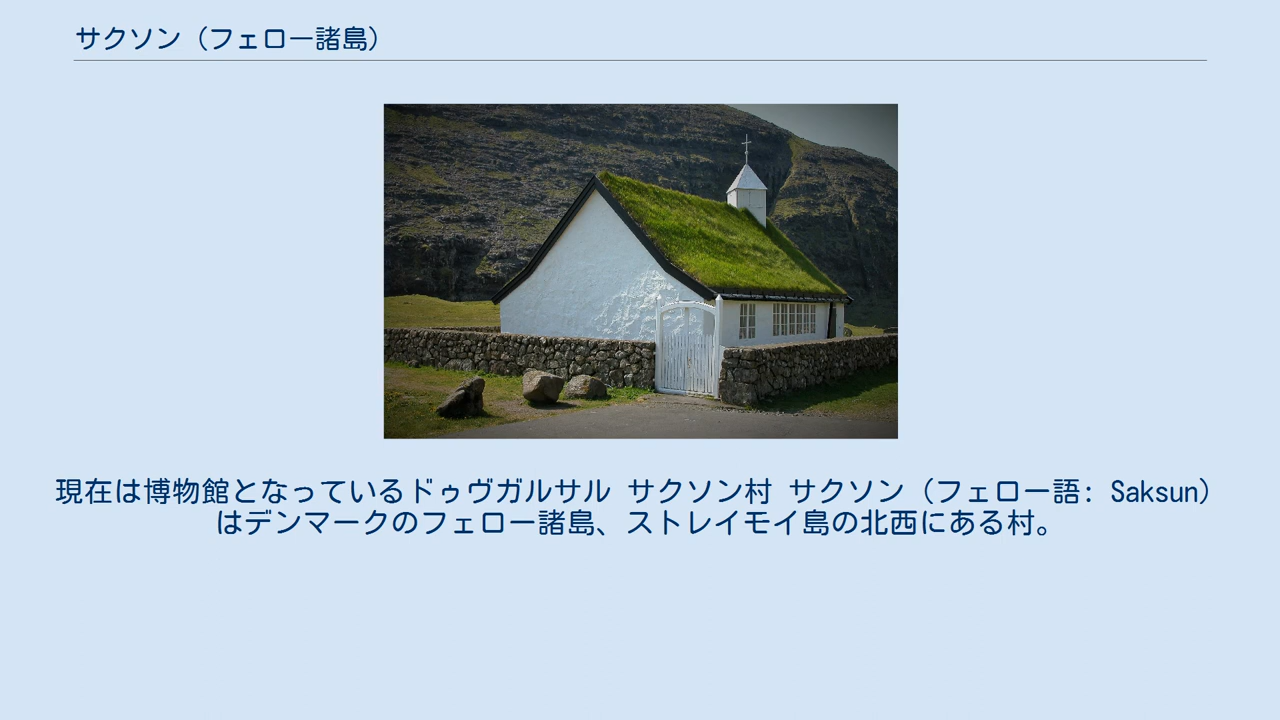 サクソン（フェロー諸島）
現在は博物館となっているドゥヴガルサル サクソン村 サクソン（フェロー語: Saksun）
はデンマークのフェロー諸島、ストレイモイ島の北西にある村。